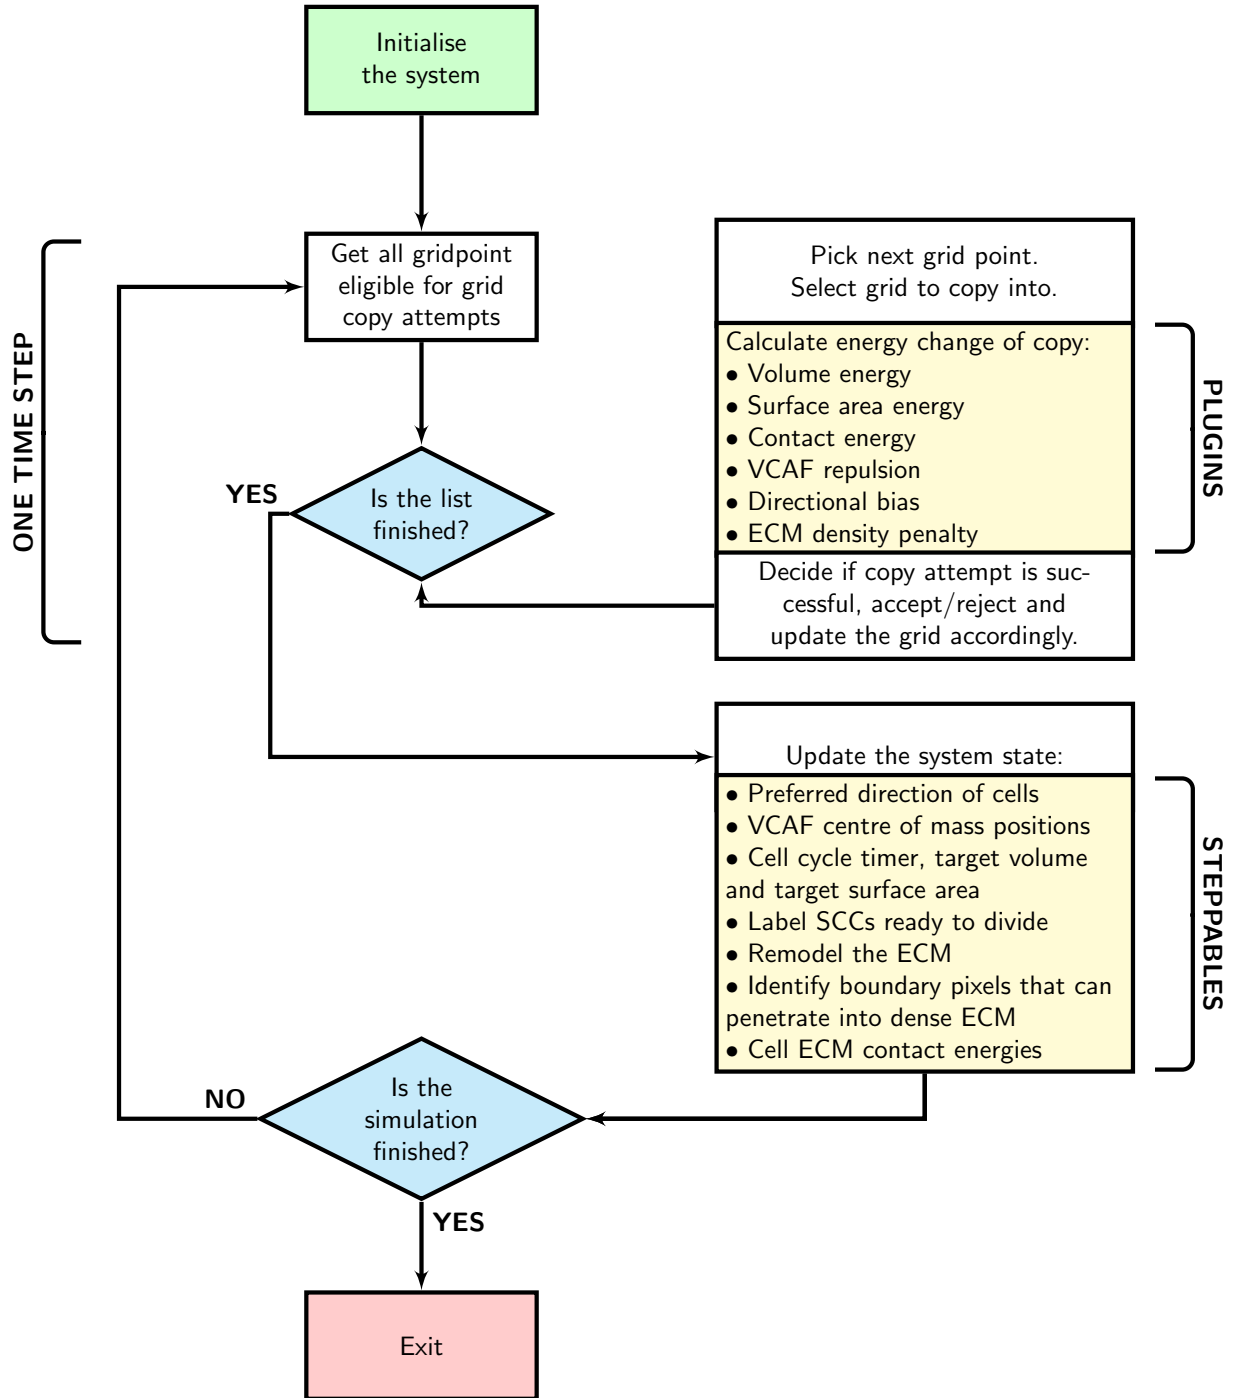 Initialise
the system
ONE TIME STEP
Get all gridpoint
eligible for grid
copy attempts
Pick next grid point.
Select grid to copy into.
Calculate energy change of copy:
• Volume energy
• Surface area energy
• Contact energy
• VCAF repulsion
• Directional bias
• ECM density penalty
PLUGINS
Decide if copy attempt is suc-
cessful, accept/reject and
update the grid accordingly.
YES
Is the list
finished?
Update the system state:
• Preferred direction of cells
• VCAF centre of mass positions
• Cell cycle timer, target volume
and target surface area
• Label SCCs ready to divide
• Remodel the ECM
• Identify boundary pixels that can
penetrate into dense ECM
• Cell ECM contact energies
STEPPABLES
NO
Is the
simulation
finished?
YES
Exit